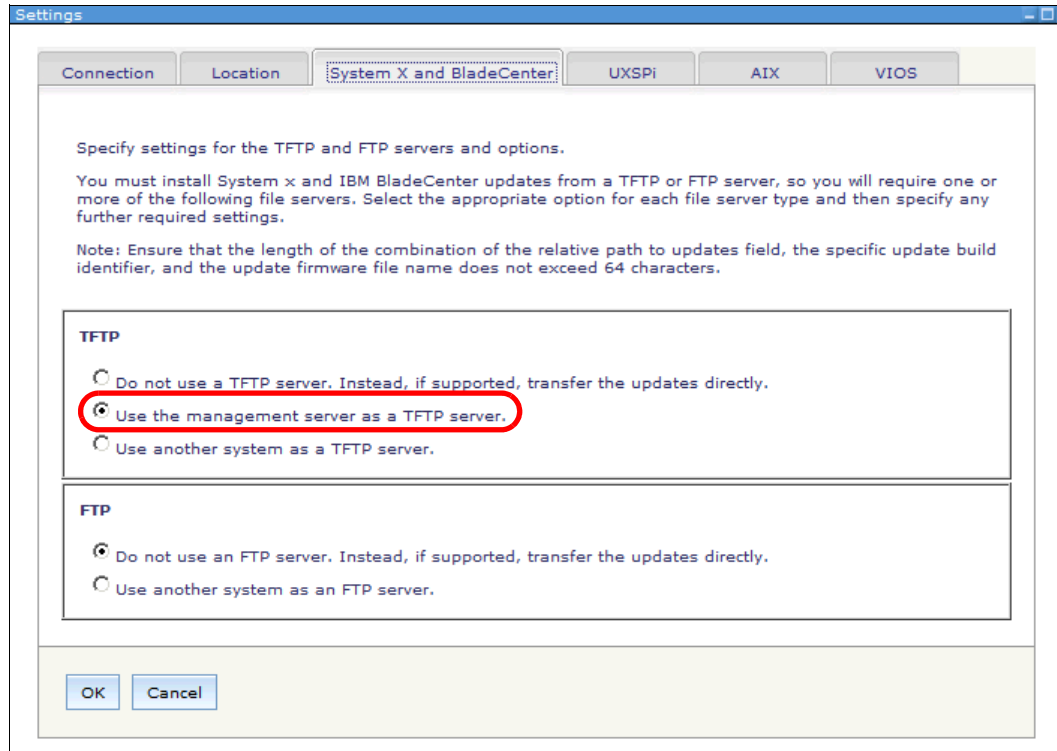 Settings
Connection
Location
System X and BladeCenter
UXSPi
AIX
VIOS
Specify settings for the TFTP and FTP servers and options.
You must install System x and IBM BladeCenter updates from a TFTP or FTP server, so you will require one or
more of the following file servers. Select the appropriate option for each file server type and then specify any
further required settings.
Note: Ensure that the length of the combination of the relative path to updates field, the specific update build
identifier, and the update firmware file name does not exceed 64 characters.
TFTP
Do not use a TFTP server. Instead, if supported, transfer the updates directly.
Use the management server as a TFTP server.
Use another system as a TFTP server.
FTP
Do not use an FTP server. Instead, if supported, transfer the updates directly.
Use another system as an FTP server.
OK
Cancel